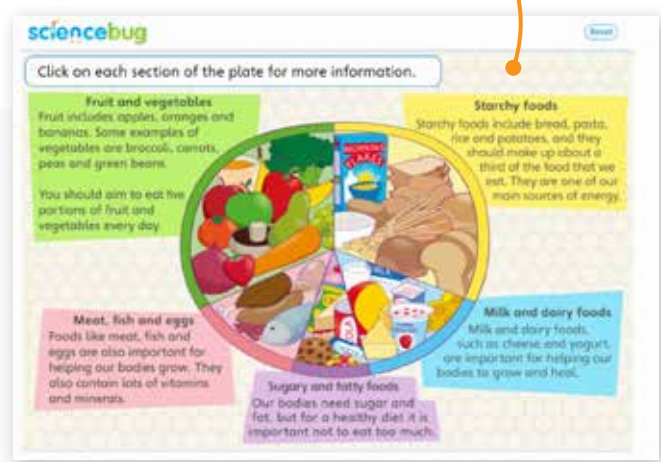 sciencebug
Reset
Click on each section of the plate for more information.
Fruit and vegetables
Fruit includes apples, oranges and
bananas. Some examples of
vegetables are broccoli, carrots,
peas and green beans.
You should aim to eat five
portions of fruit and
vegetables every day.
Starchy foods
Starchy foods include bread, pasta,
rice and potatoes, and they
should make up about a
third of the food that we
eat. They are one of our
main sources of energy.
MORNING
FLAKES
MILK
Meat, fish and eggs
Foods like meat, fish and
eggs are also important for
helping our bodies grow. They
also contain lots of vitamins
and minerals.
Milk and dairy foods
Milk and dairy foods,
such as cheese and yogurt,
are important for helping our
bodies to grow and heal.
Sugary and fatty foods
Our bodies need sugar and
fat, but for a healthy diet it is
important not to eat too much.